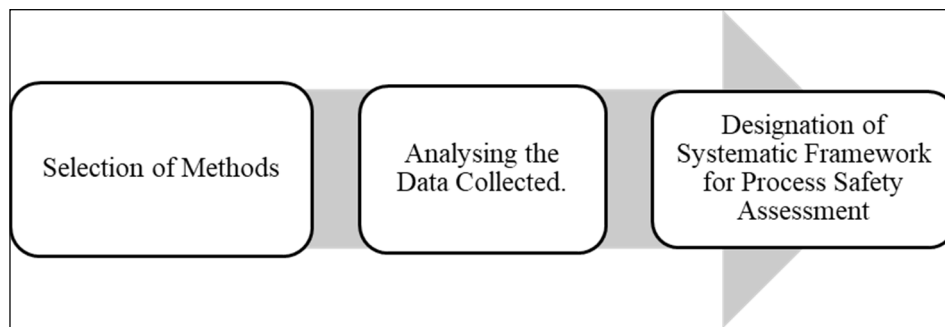 Selection of Methods
Analysing the
Data Collected.
Designation of
Systematic Framework
for Process Safety
Assessment